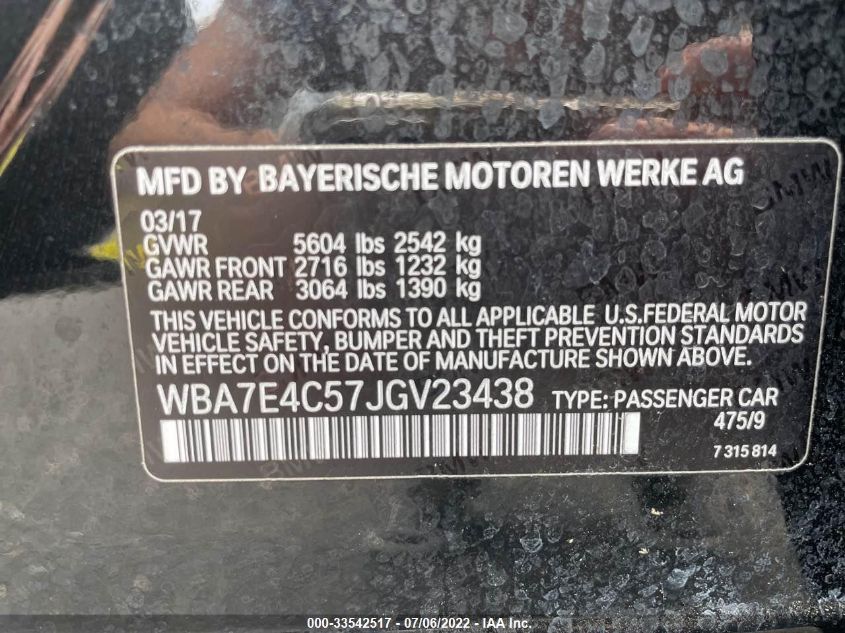 MFD BY BAYERISCHE MOTOREN WERKE AG
03/17
GVWR 5604 lbs 2542 kg
GAWR FRONT 2716 lbs 1232 kg
GAWR REAR 3064 lbs 1390 kg
THIS VEHICLE CONFORMS TO ALL APPLICABLE U.S.FEDERAL MOTOR
VEHICLE SAFETY, BUMPER AND THEFT PREVENTION STANDARDS
IN EFFECT ON THE DATE OF MANUFACTURE SHOWN ABOVE.
WBA7E4C57JGV23438 TYPE: PASSENGER CAR
475/9
7 315 814
000-33542517 - 07/06/2022 - IAA Inc.